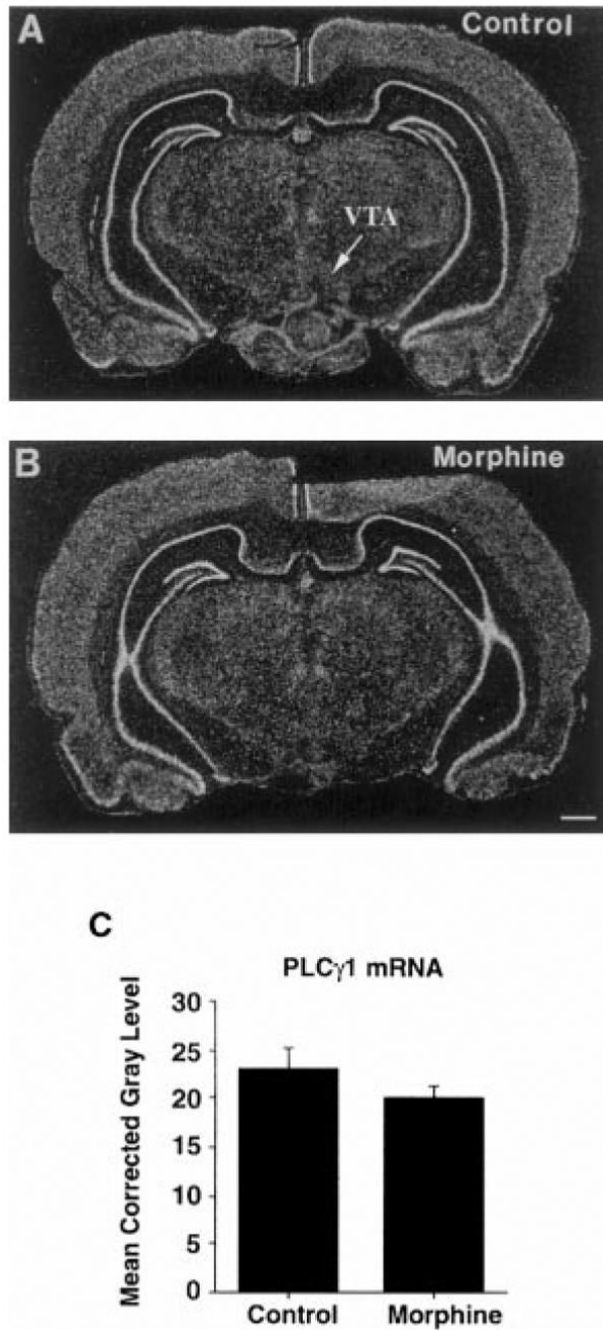 A
Control
VTA
B
Morphine
C
PLCγ1 mRNA
Mean Corrected Gray Level
30
25
20
15
10
5
0
Control
Morphine